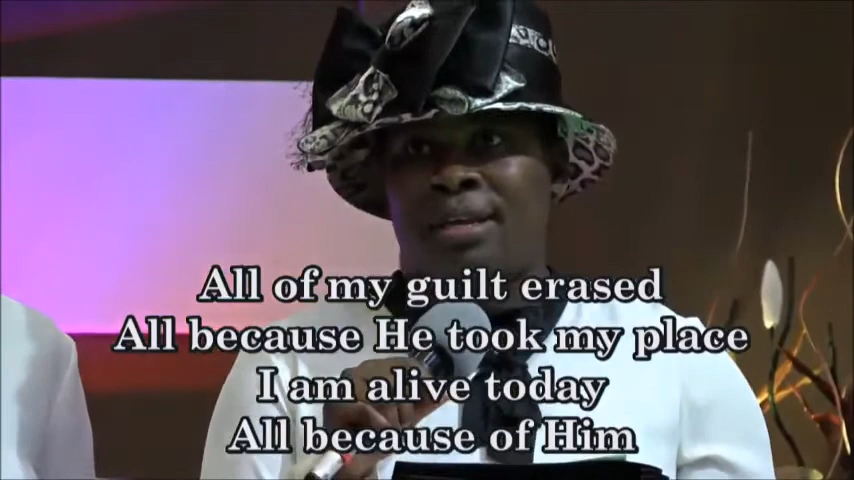 All of my guilt erased
All because He took my place
I am alive today
All because of Him